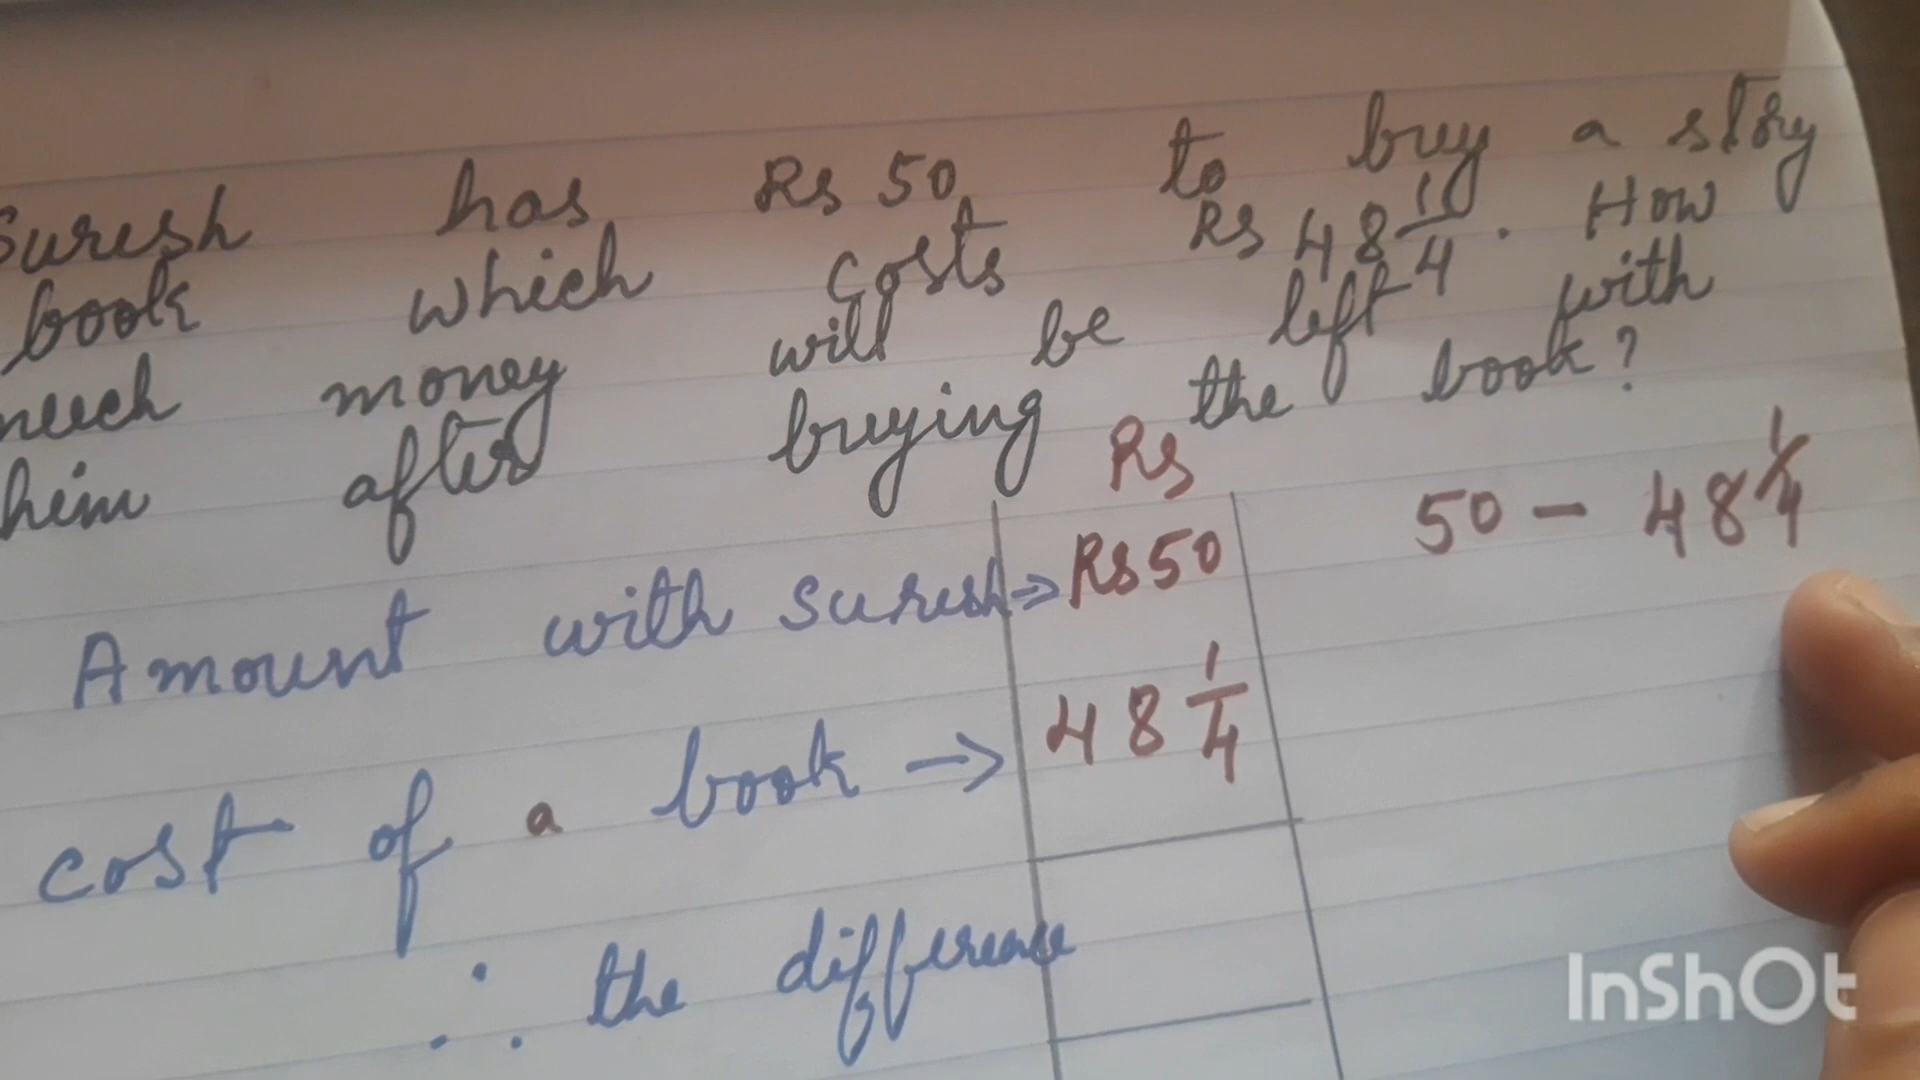 Suresh has Rs 50 to buy a story
book which costs Rs 48 1/4. How
much money will be left with
him after buying the book?
Rs
Amount with Suresh → Rs 50
50 - 48 1/4
cost of a book → 48 1/4
∴ the difference
InShOt